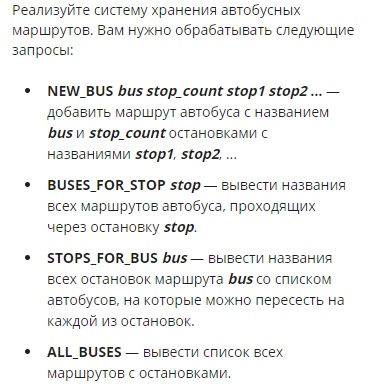 Реализуйте систему хранения автобусных
маршрутов. Вам нужно обрабатывать следующие
запросы:
• NEW_BUS bus stop_count stop1 stop2 ... —
добавить маршрут автобуса с названием
bus и stop_count остановками с
названиями stop1, stop2, ...
• BUSES_FOR_STOP stop — вывести названия
всех маршрутов автобуса, проходящих
через остановку stop.
• STOPS_FOR_BUS bus — вывести названия
всех остановок маршрута bus со списком
автобусов, на которые можно пересесть на
каждой из остановок.
• ALL_BUSES — вывести список всех
маршрутов с остановками.